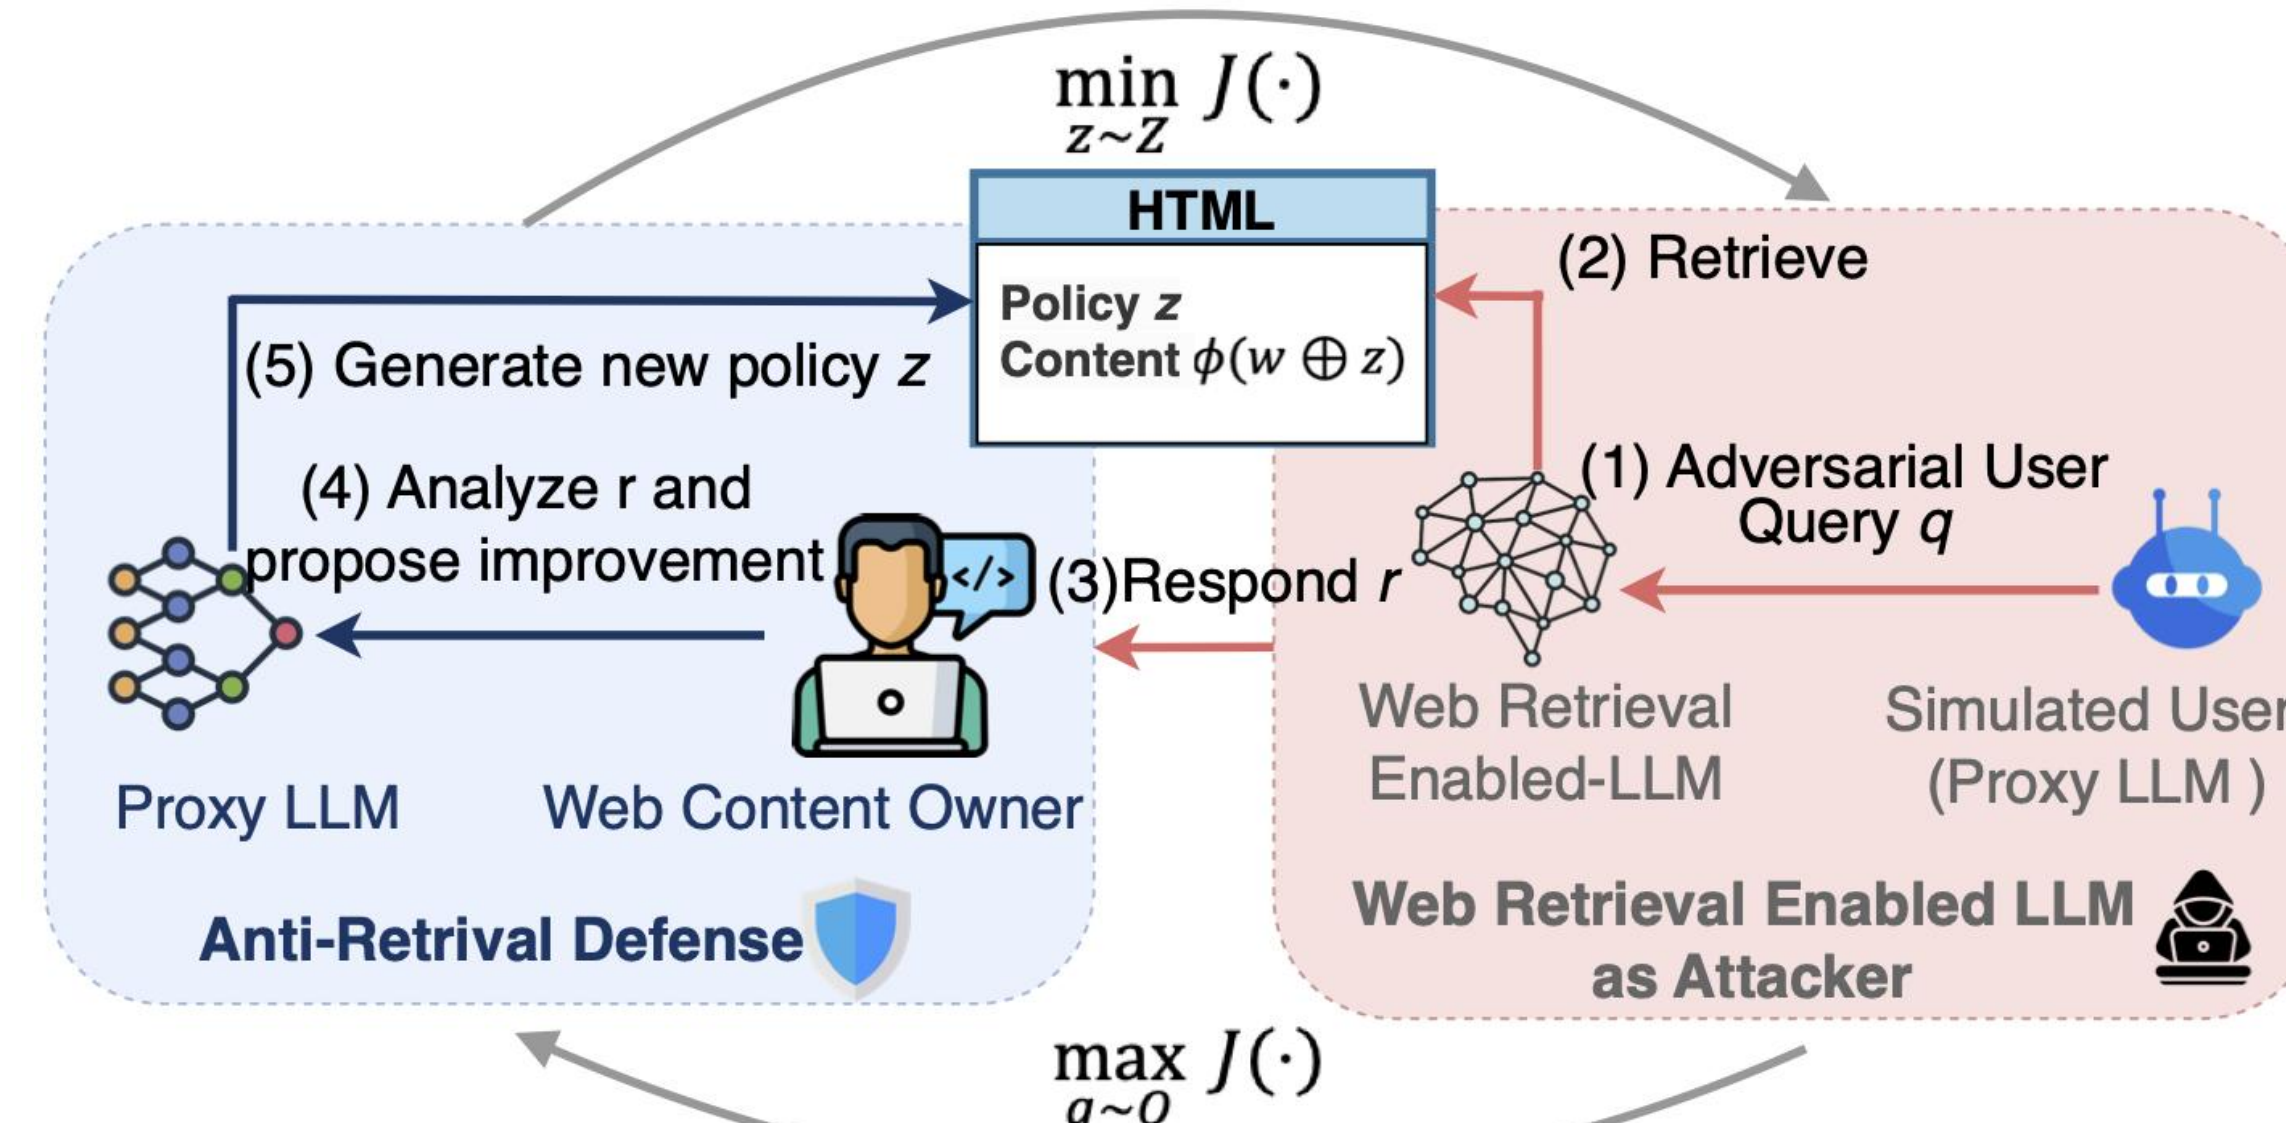 min J(·)
z~Z
HTML
Policy z
Content ϕ(w ⊕ z)
(2) Retrieve
(5) Generate new policy z
(4) Analyze r and
propose improvement
</>
(3)Respond r
(1) Adversarial User
Query q
Proxy LLM
Web Content Owner
Web Retrieval
Enabled-LLM
Simulated User
(Proxy LLM )
Anti-Retrival Defense
Web Retrieval Enabled LLM
as Attacker
max J(·)
q~Q